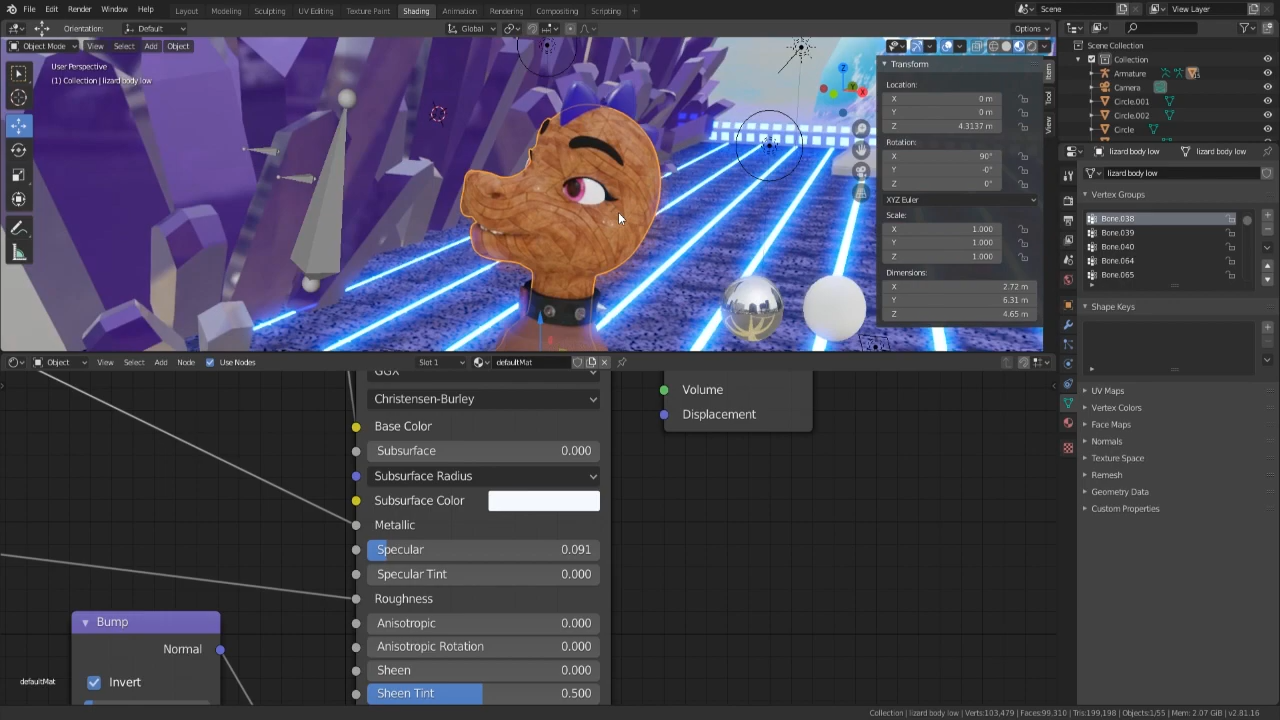 File Edit Render Window Help Layout Modeling Sculpting UV Editing Texture Paint Shading Animation Rendering Compositing Scripting + Scene View Layer
Orientation: Default Global Options
Object Mode View Select Add Object
User Perspective
(1) Collection | lizard body low
Z
Y
X
Transform
Location:
X 0 m
Y 0 m
Z 4.3137 m
Rotation:
X 90°
Y -0°
Z 0°
XYZ Euler
Scale:
X 1.000
Y 1.000
Z 1.000
Dimensions:
X 2.72 m
Y 6.31 m
Z 4.65 m
Item
Tool
View
Scene Collection
Collection
Armature
Camera
Circle.001
Circle.002
Circle
lizard body low lizard body low
lizard body low
Vertex Groups
Bone.038
Bone.039
Bone.040
Bone.064
Bone.065
Shape Keys
UV Maps
Vertex Colors
Face Maps
Normals
Texture Space
Remesh
Geometry Data
Custom Properties
Object View Select Add Node Use Nodes Slot 1 defaultMat
GGX
Christensen-Burley
Base Color
Subsurface 0.000
Subsurface Radius
Subsurface Color
Metallic
Specular 0.091
Specular Tint 0.000
Roughness
Anisotropic 0.000
Anisotropic Rotation 0.000
Sheen 0.000
Sheen Tint 0.500
Volume
Displacement
Bump
Normal
Invert
defaultMat
Collection | lizard body low | Verts:103,479 | Faces:99,310 | Tris:199,198 | Objects:1/55 | Mem: 2.07 GiB | v2.81.16